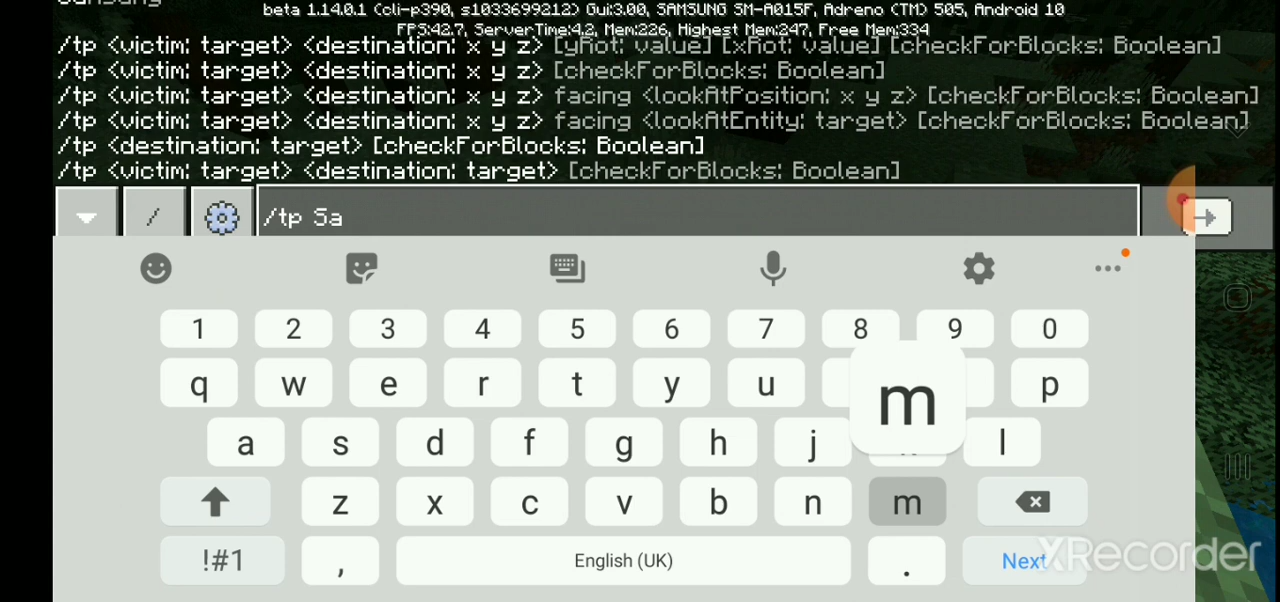 beta 1.14.0.1 (cli-p390, s1033699212) Gui:3.00, SAMSUNG SM-A015F, Adreno (TM) 505, Android 10
FPS:42.7, ServerTime:4.2, Mem:226, Highest Mem:247, Free Mem:334
/tp <victim: target> <destination: x y z> [yRot: value] [xRot: value] [checkForBlocks: Boolean]
/tp <victim: target> <destination: x y z> [checkForBlocks: Boolean]
/tp <victim: target> <destination: x y z> facing <lookAtPosition: x y z> [checkForBlocks: Boolean]
/tp <victim: target> <destination: x y z> facing <lookAtEntity: target> [checkForBlocks: Boolean]
/tp <destination: target> [checkForBlocks: Boolean]
/tp <victim: target> <destination: target> [checkForBlocks: Boolean]
/ /tp Sa
1 2 3 4 5 6 7 8 9 0
q w e r t y u p
m
a s d f g h j l
z x c v b n m
!#1 , English (UK) . Next
XRecorder